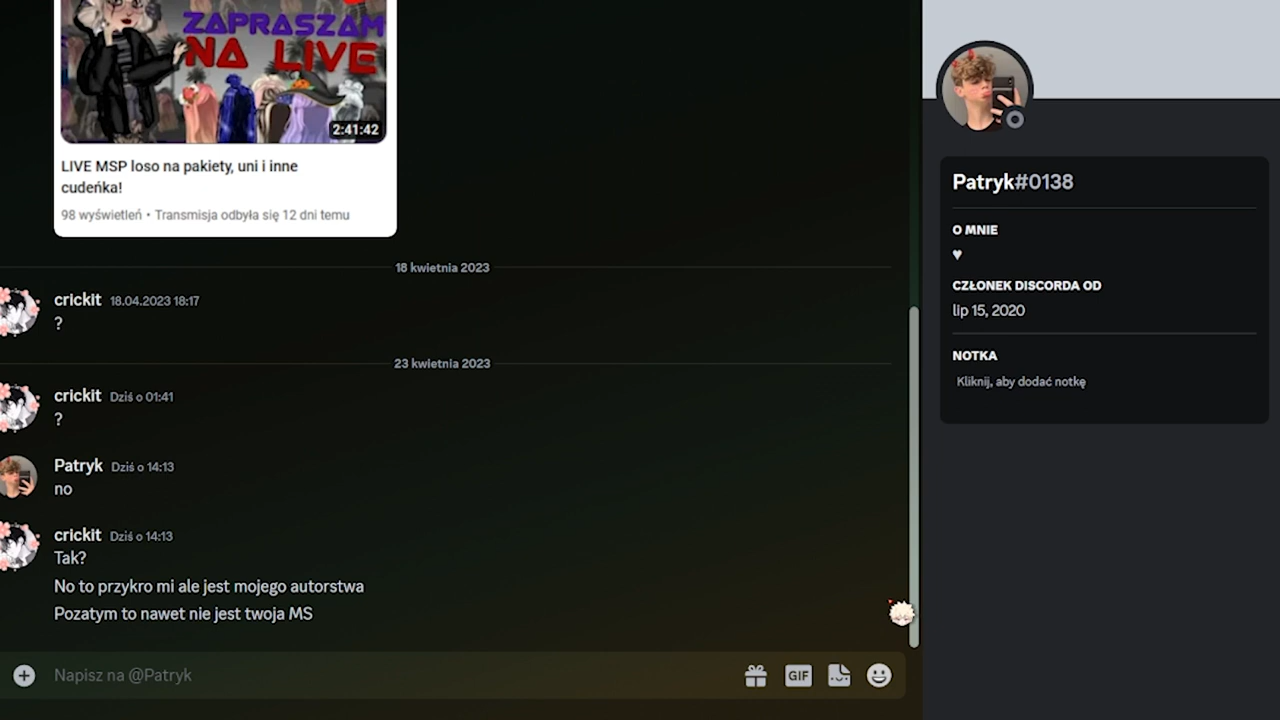 ZAPRASZAM
NA LIVE
2:41:42
LIVE MSP loso na pakiety, uni i inne
cudeńka!
98 wyświetleń • Transmisja odbyła się 12 dni temu
18 kwietnia 2023
crickit 18.04.2023 18:17
?
23 kwietnia 2023
crickit Dziś o 01:41
?
Patryk Dziś o 14:13
no
crickit Dziś o 14:13
Tak?
No to przykro mi ale jest mojego autorstwa
Pozatym to nawet nie jest twoja MS
Napisz na @Patryk
GIF
Patryk#0138
O MNIE
♥
CZŁONEK DISCORDA OD
lip 15, 2020
NOTKA
Kliknij, aby dodać notkę